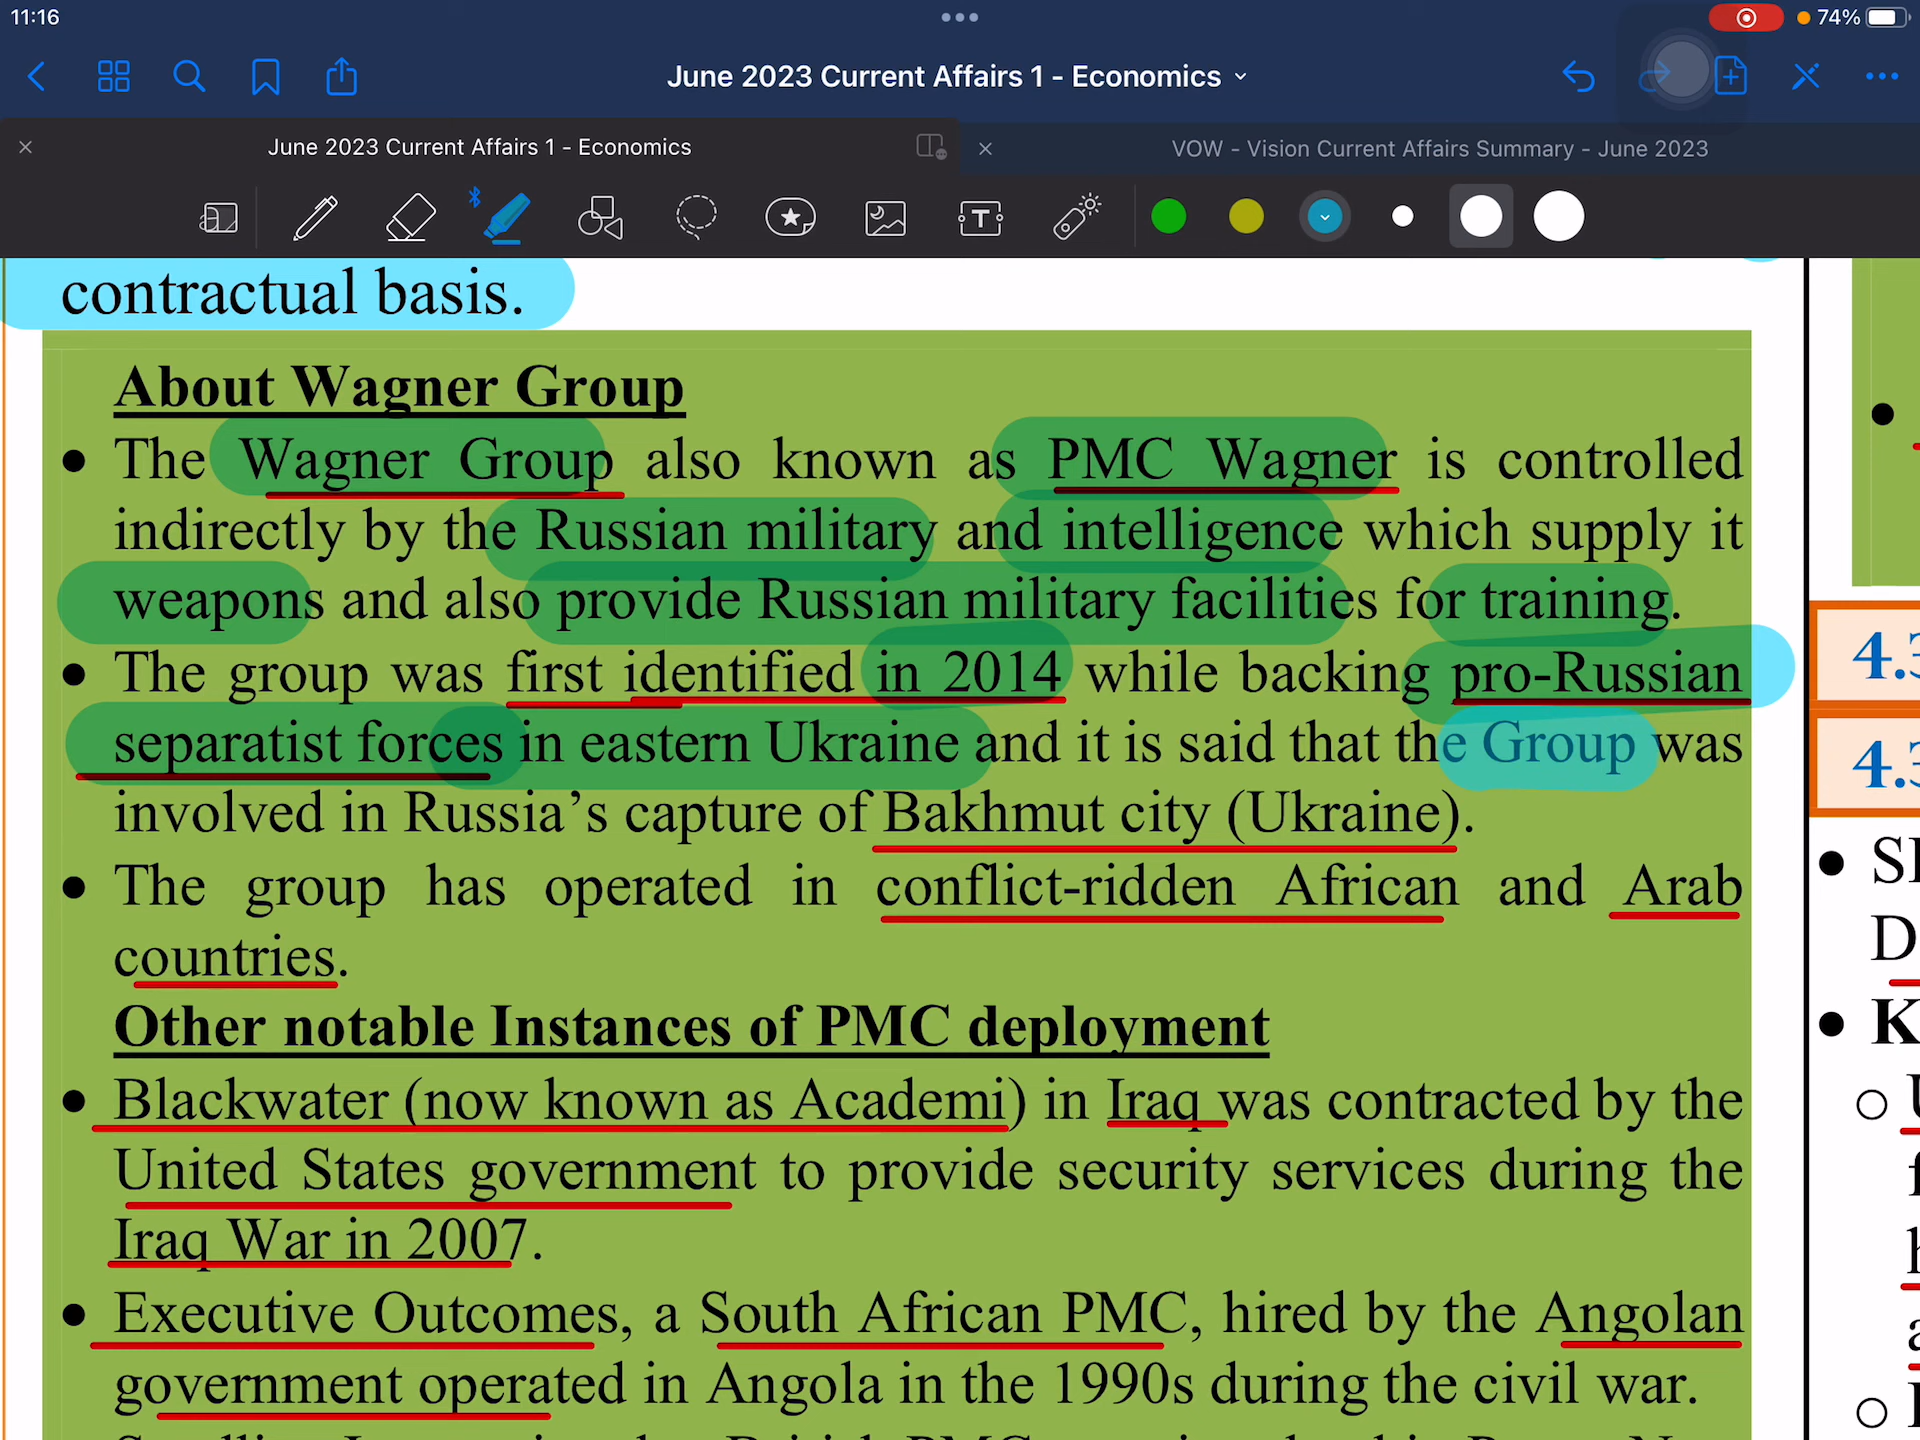 11:16
74%
June 2023 Current Affairs 1 - Economics
June 2023 Current Affairs 1 - Economics
VOW - Vision Current Affairs Summary - June 2023
contractual basis.
About Wagner Group
● The Wagner Group also known as PMC Wagner is controlled
indirectly by the Russian military and intelligence which supply it
weapons and also provide Russian military facilities for training.
● The group was first identified in 2014 while backing pro-Russian
separatist forces in eastern Ukraine and it is said that the Group was
involved in Russia’s capture of Bakhmut city (Ukraine).
● The group has operated in conflict-ridden African and Arab
countries.
Other notable Instances of PMC deployment
● Blackwater (now known as Academi) in Iraq was contracted by the
United States government to provide security services during the
Iraq War in 2007.
● Executive Outcomes, a South African PMC, hired by the Angolan
government operated in Angola in the 1990s during the civil war.
4.3
4.3
D
K